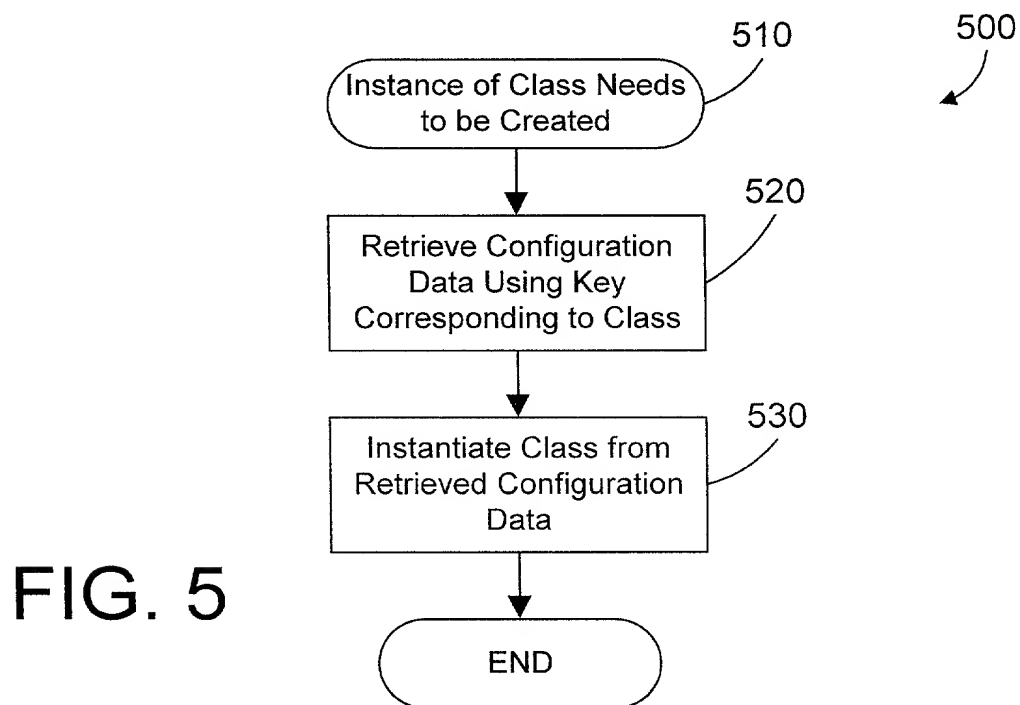 510
500
Instance of Class Needs
to be Created
520
Retrieve Configuration
Data Using Key
Corresponding to Class
530
Instantiate Class from
Retrieved Configuration
Data
FIG. 5
END